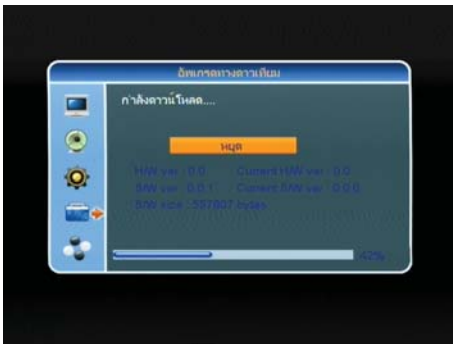 อัพเกรดทางดาวเทียม
กำลังดาวน์โหลด....
หยุด
H/W ver : 0.0 Current H/W ver : 0.0
S/W ver : 0.0.1 Current S/W ver : 0.0.0
S/W size : 597807 bytes
42%